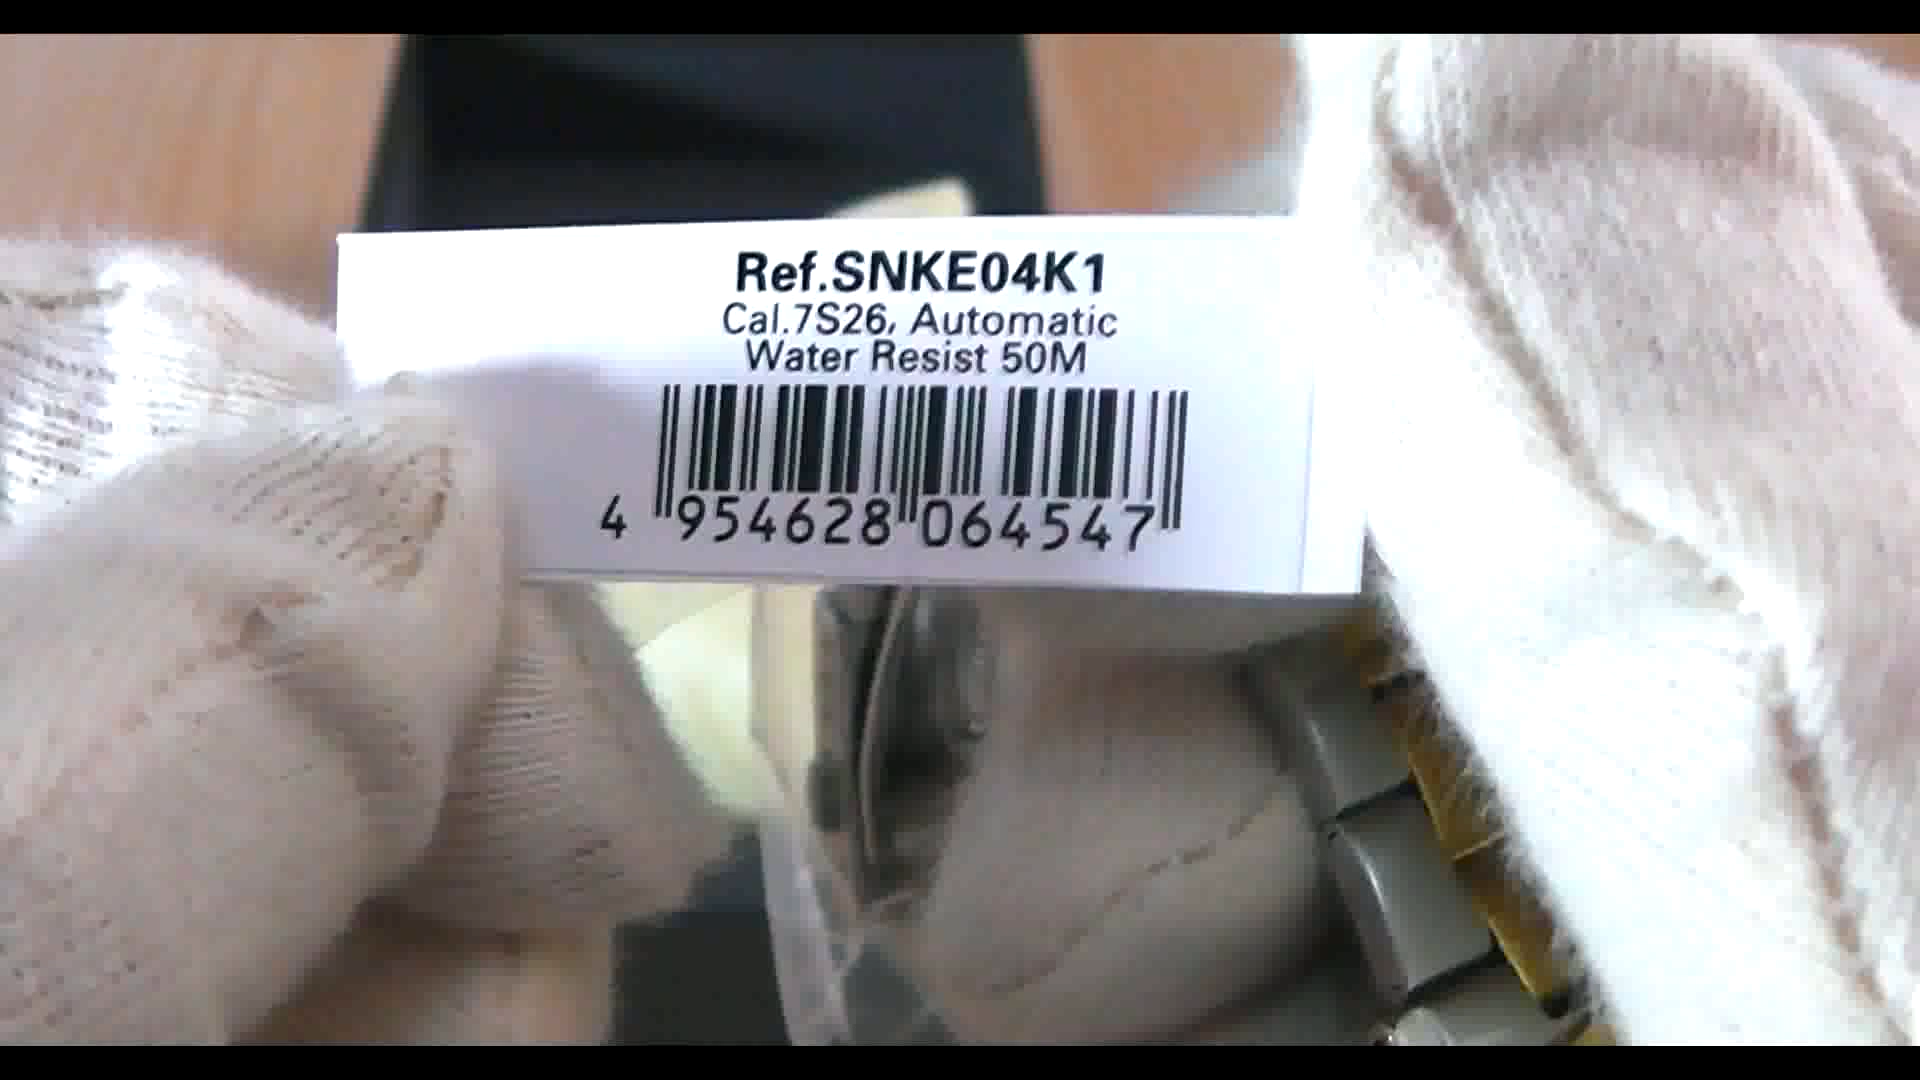 Ref.SNKE04K1
Cal.7S26, Automatic
Water Resist 50M
4 954628 064547